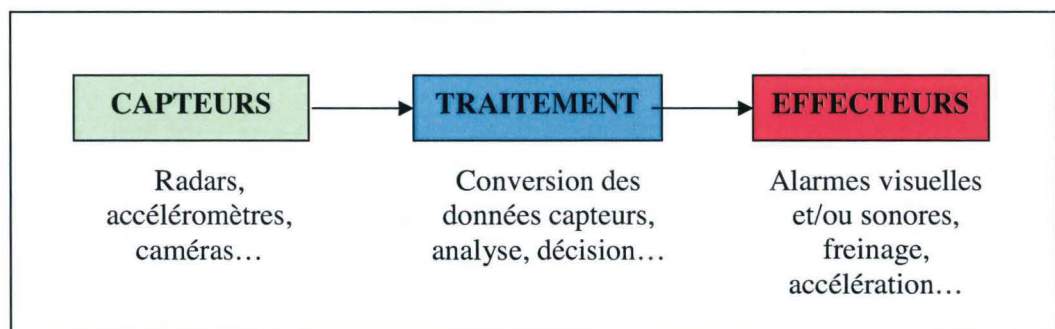 CAPTEURS
TRAITEMENT
EFFECTEURS
Radars,
accéléromètres,
caméras…
Conversion des
données capteurs,
analyse, décision…
Alarmes visuelles
et/ou sonores,
freinage,
accélération…